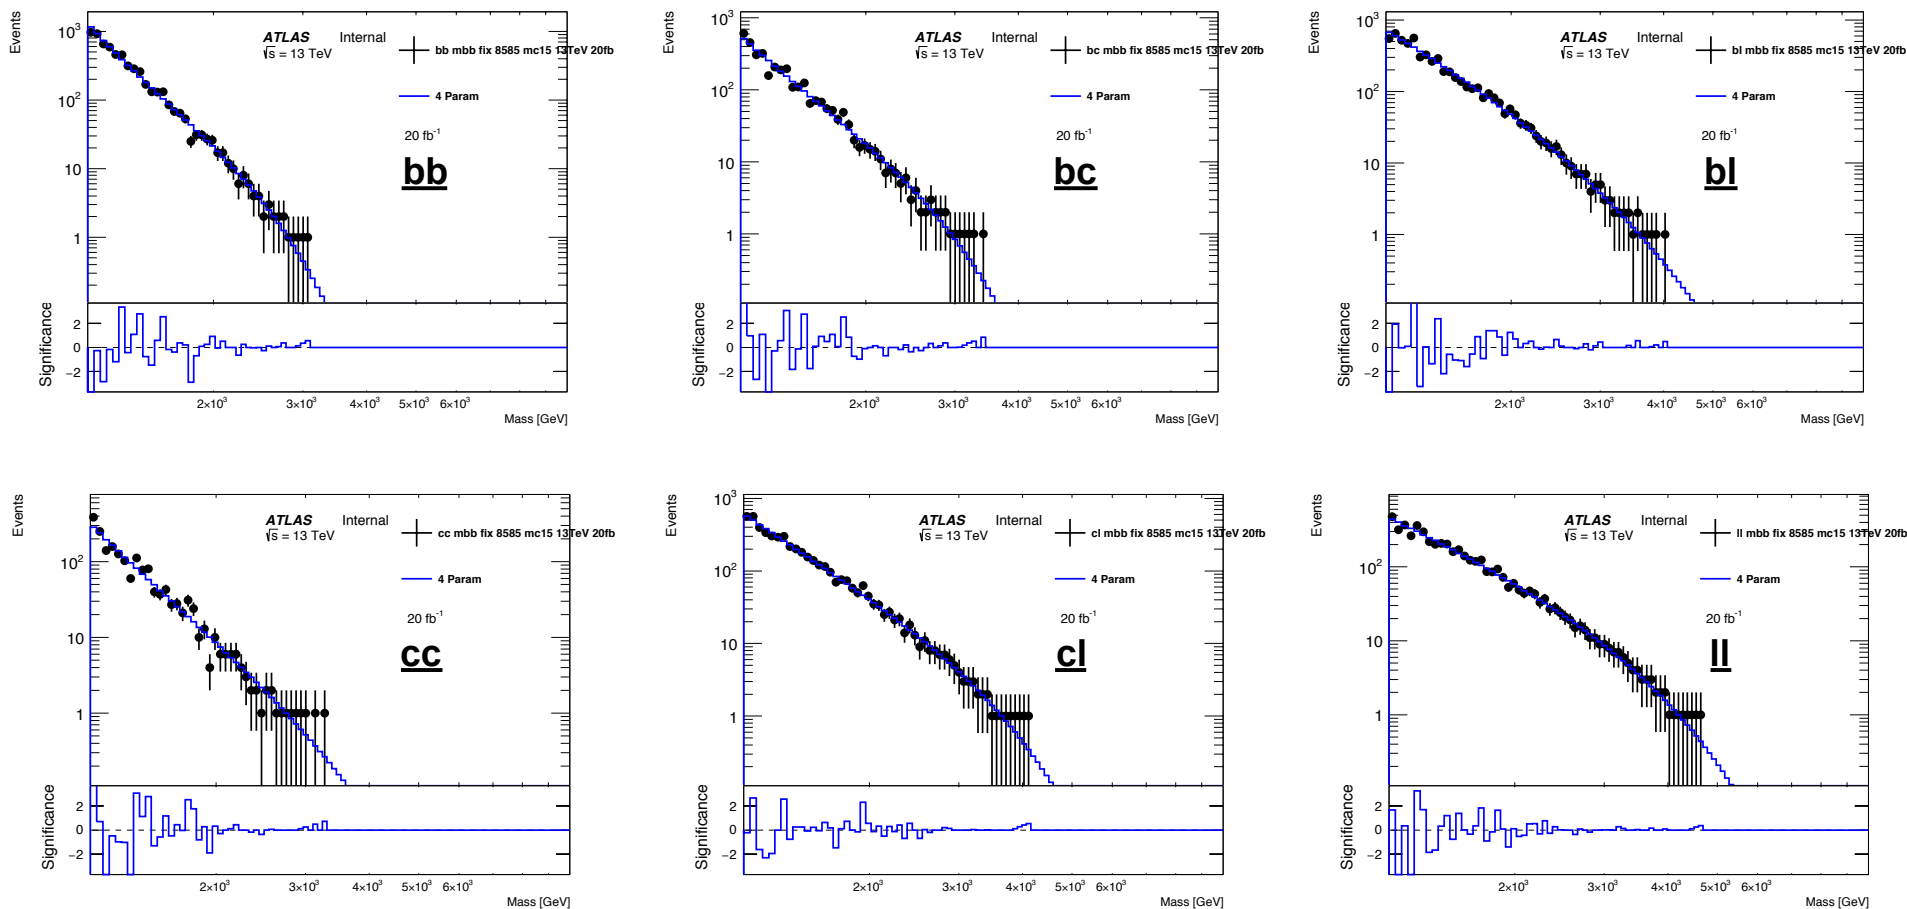 Events
10³
10²
10
1
ATLAS Internal
√s = 13 TeV
bb mbb fix 8585 mc15 13TeV 20fb
4 Param
20 fb⁻¹
bb
Significance
2
0
−2
2×10³ 3×10³ 4×10³ 5×10³ 6×10³
Mass [GeV]
Events
10³
10²
10
1
ATLAS Internal
√s = 13 TeV
bc mbb fix 8585 mc15 13TeV 20fb
4 Param
20 fb⁻¹
bc
Significance
2
0
−2
2×10³ 3×10³ 4×10³ 5×10³ 6×10³
Mass [GeV]
Events
10³
10²
10
1
ATLAS Internal
√s = 13 TeV
bl mbb fix 8585 mc15 13TeV 20fb
4 Param
20 fb⁻¹
bl
Significance
2
0
−2
2×10³ 3×10³ 4×10³ 5×10³ 6×10³
Mass [GeV]
Events
10²
10
1
ATLAS Internal
√s = 13 TeV
cc mbb fix 8585 mc15 13TeV 20fb
4 Param
20 fb⁻¹
cc
Significance
2
0
−2
2×10³ 3×10³ 4×10³ 5×10³ 6×10³
Mass [GeV]
Events
10³
10²
10
1
ATLAS Internal
√s = 13 TeV
cl mbb fix 8585 mc15 13TeV 20fb
4 Param
20 fb⁻¹
cl
Significance
2
0
−2
2×10³ 3×10³ 4×10³ 5×10³ 6×10³
Mass [GeV]
Events
10²
10
1
ATLAS Internal
√s = 13 TeV
ll mbb fix 8585 mc15 13TeV 20fb
4 Param
20 fb⁻¹
ll
Significance
2
0
−2
2×10³ 3×10³ 4×10³ 5×10³ 6×10³
Mass [GeV]